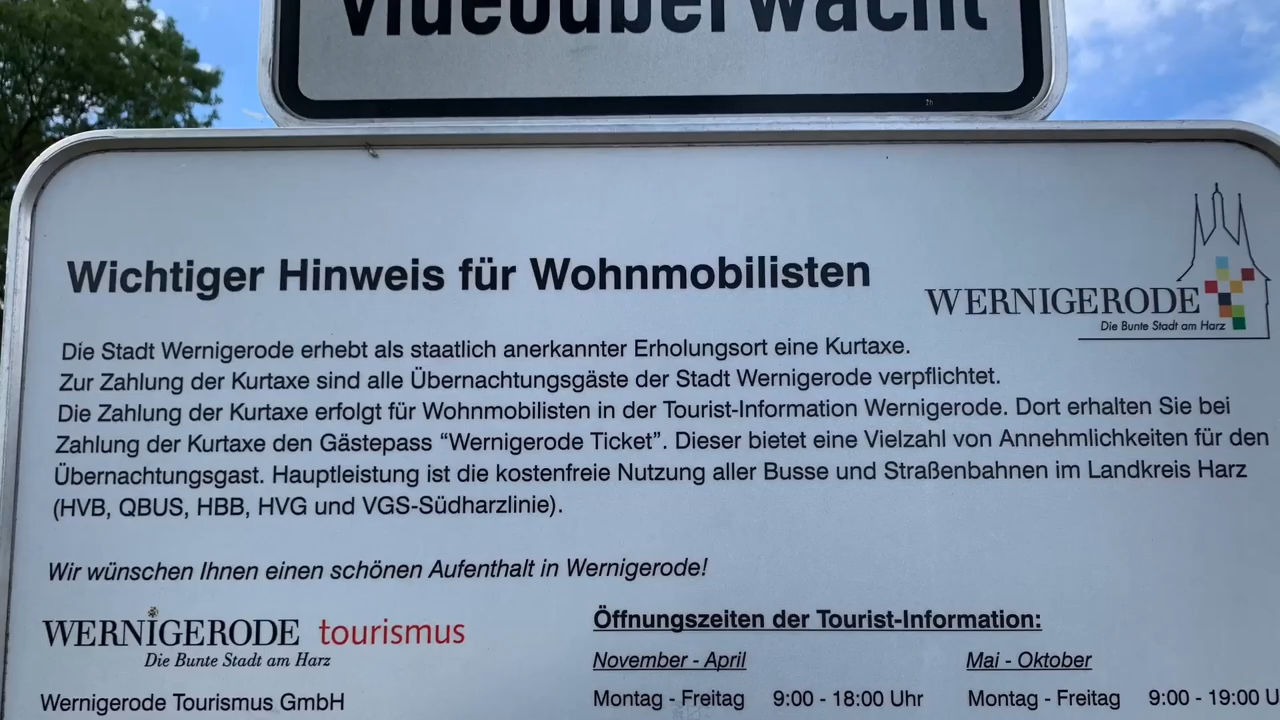 Videoüberwacht
Wichtiger Hinweis für Wohnmobilisten
WERNIGERODE
Die Bunte Stadt am Harz
Die Stadt Wernigerode erhebt als staatlich anerkannter Erholungsort eine Kurtaxe.
Zur Zahlung der Kurtaxe sind alle Übernachtungsgäste der Stadt Wernigerode verpflichtet.
Die Zahlung der Kurtaxe erfolgt für Wohnmobilisten in der Tourist-Information Wernigerode. Dort erhalten Sie bei
Zahlung der Kurtaxe den Gästepass “Wernigerode Ticket”. Dieser bietet eine Vielzahl von Annehmlichkeiten für den
Übernachtungsgast. Hauptleistung ist die kostenfreie Nutzung aller Busse und Straßenbahnen im Landkreis Harz
(HVB, QBUS, HBB, HVG und VGS-Südharzlinie).
Wir wünschen Ihnen einen schönen Aufenthalt in Wernigerode!
WERNIGERODE tourismus
Die Bunte Stadt am Harz
Wernigerode Tourismus GmbH
Öffnungszeiten der Tourist-Information:
November - April Mai - Oktober
Montag - Freitag 9:00 - 18:00 Uhr Montag - Freitag 9:00 - 19:00 U